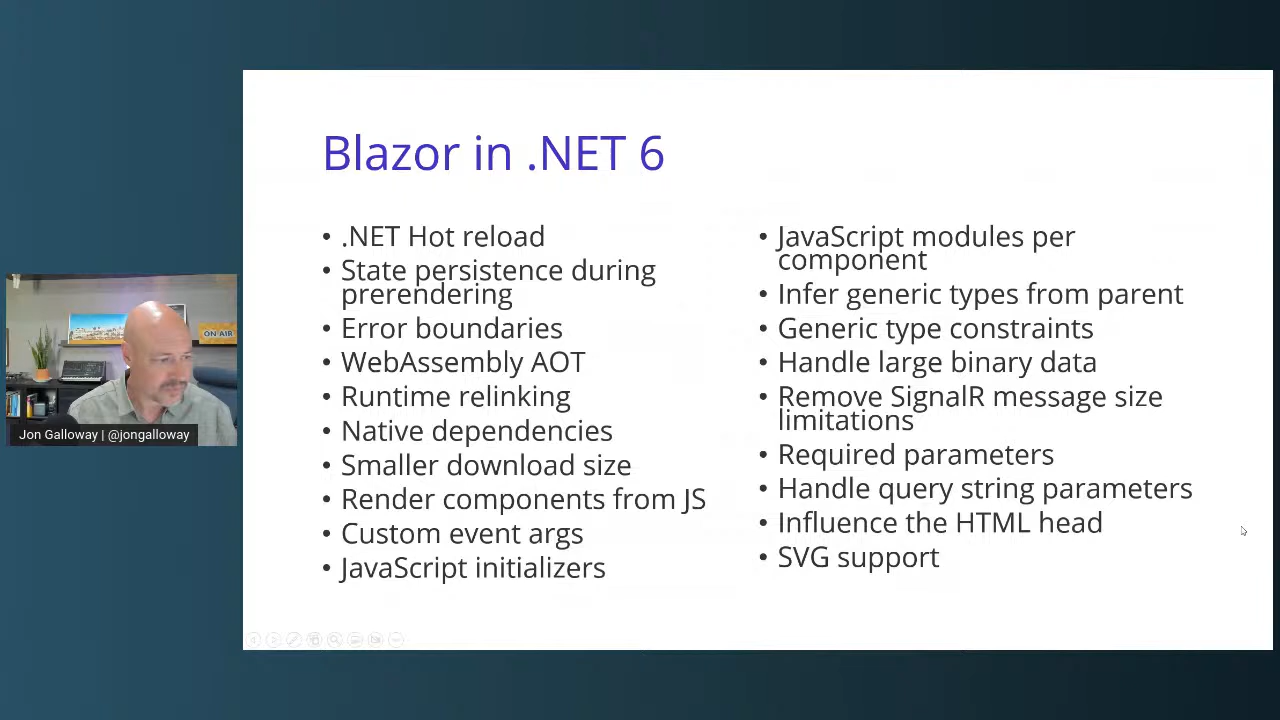 Blazor in .NET 6
• .NET Hot reload
• State persistence during
prerendering
• Error boundaries
• WebAssembly AOT
• Runtime relinking
• Native dependencies
• Smaller download size
• Render components from JS
• Custom event args
• JavaScript initializers
• JavaScript modules per
component
• Infer generic types from parent
• Generic type constraints
• Handle large binary data
• Remove SignalR message size
limitations
• Required parameters
• Handle query string parameters
• Influence the HTML head
• SVG support
ON AIR
Jon Galloway | @jongalloway